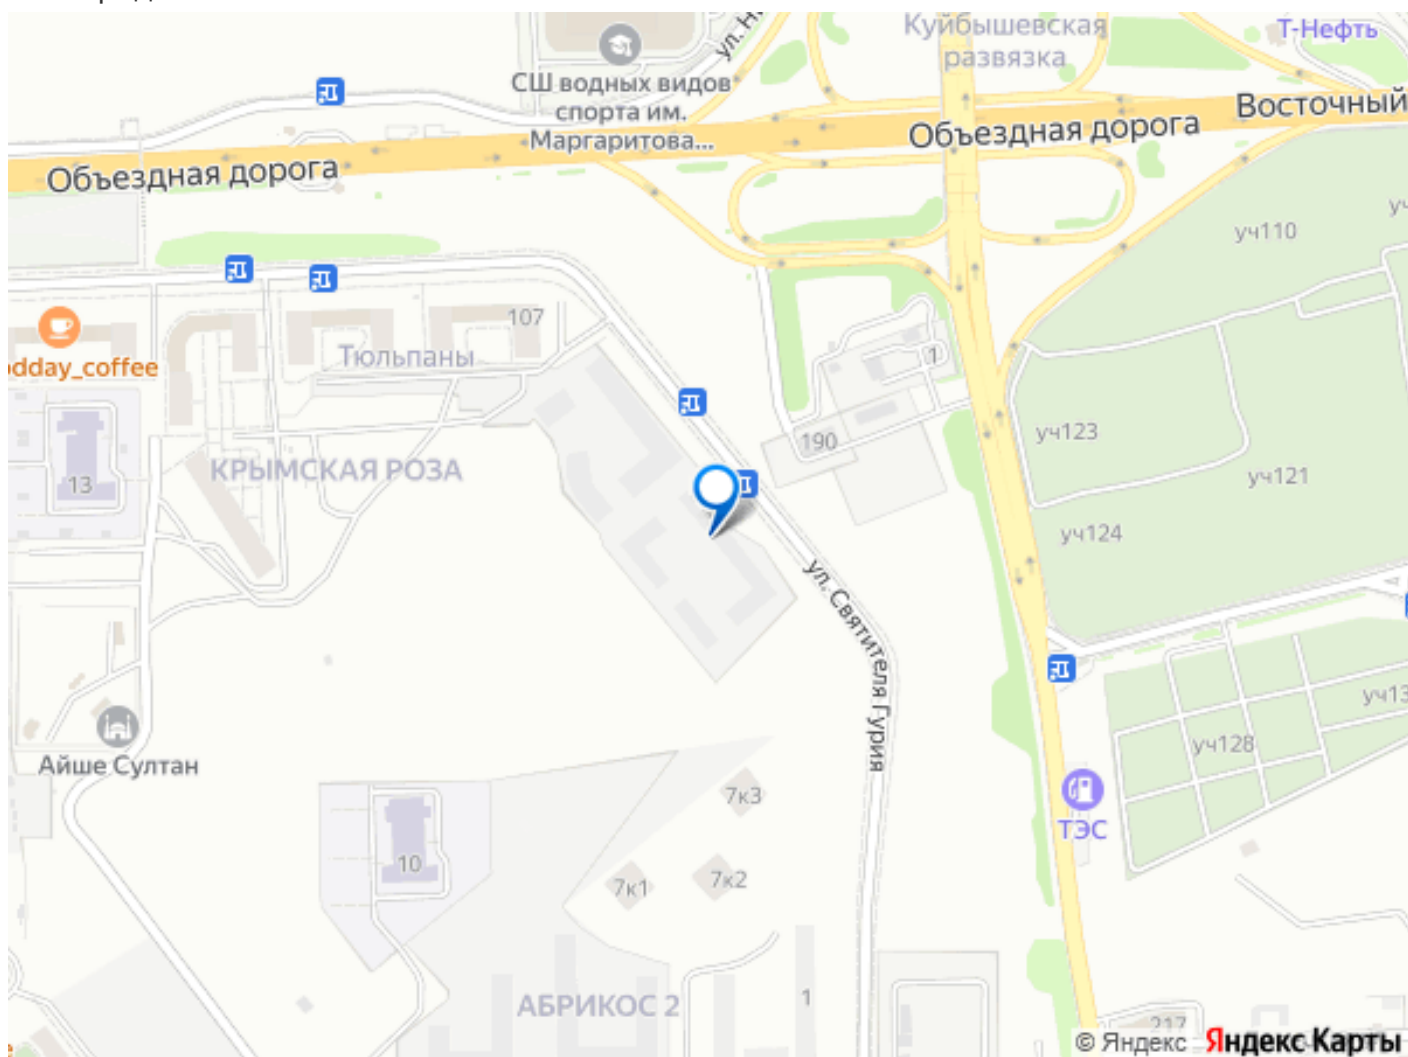 Куйбышевская
развязка
Т-Нефть
ул. Н
СШ водных видов
спорта им.
Маргаритова...
Восточный
Объездная дорога
Объездная дорога
уч110
107
Тюльпаны
1
dday_coffee
190
уч123
КРЫМСКАЯ РОЗА
13
уч121
уч124
ул. Святителя Гурия
уч13
уч128
Айше Султан
7к3
ТЭС
10
7к1
7к2
АБРИКОС 2
1
217
© Яндекс Яндекс Карты